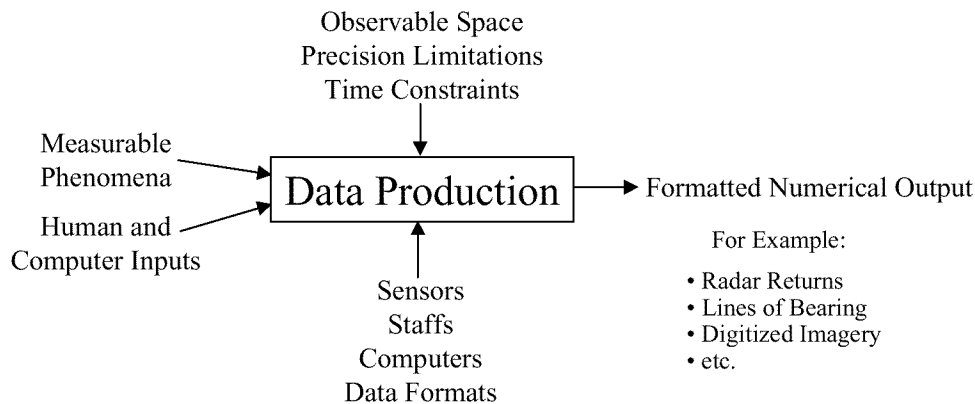 Observable Space
Precision Limitations
Time Constraints
Measurable
Phenomena
Human and
Computer Inputs
Data Production
Formatted Numerical Output
For Example:
• Radar Returns
• Lines of Bearing
• Digitized Imagery
• etc.
Sensors
Staffs
Computers
Data Formats